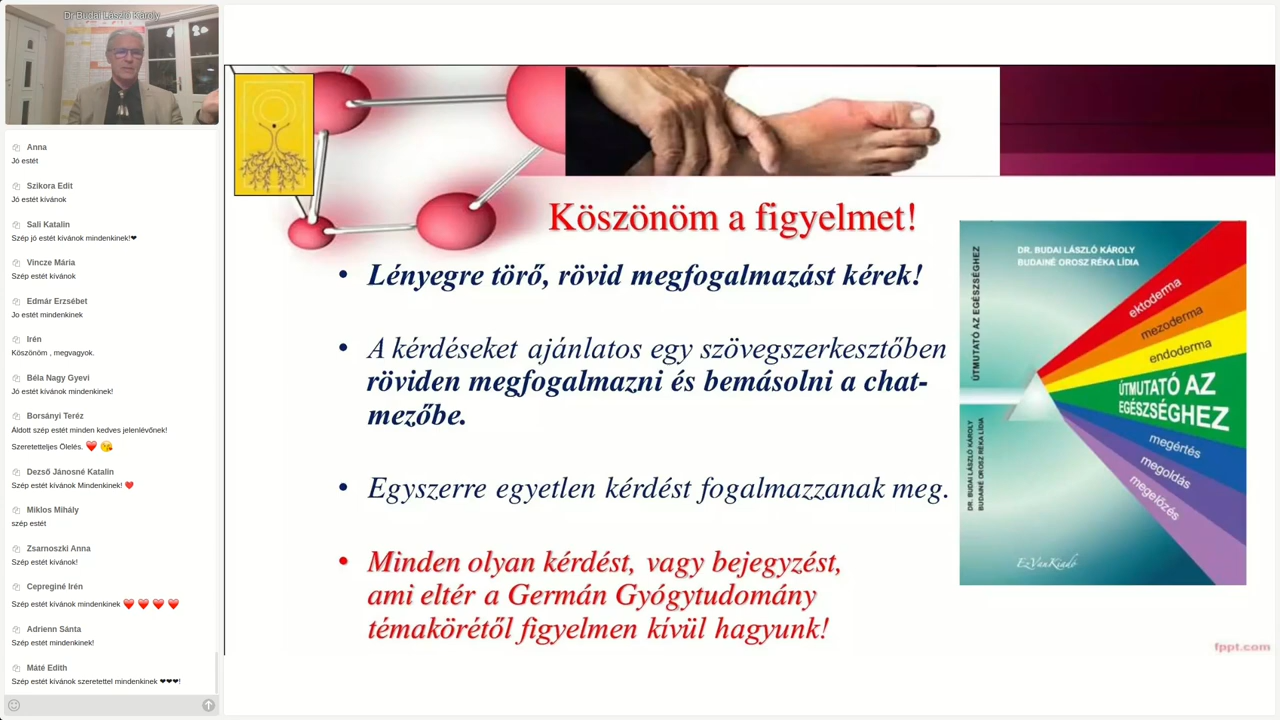 Dr Budai László Károly
Anna
Jó estét
Szikora Edit
Jó estét kívánok
Sali Katalin
Szép jó estét kívánok mindenkinek!❤
Vincze Mária
Szép estét kívánok
Edmár Erzsébet
Jo estét mindenkinek
Irén
Köszönöm , megvagyok.
Béla Nagy Gyevi
Jó estét kívánok mindenkinek!
Borsányi Teréz
Áldott szép estét minden kedves jelenlévőnek!
Szeretetteljes Ölelés. ❤️ 😘
Dezső Jánosné Katalin
Szép estét kívánok Mindenkinek! ❤️
Miklos Mihály
szép estét
Zsarnoszki Anna
Szép estét kívánok!
Cepreginé Irén
Szép estét kívánok mindenkinek ❤️ ❤️ ❤️ ❤️
Adrienn Sánta
Szép estét mindenkinek!
Máté Edith
Szép estét kívánok szeretettel mindenkinek ❤❤❤!
Köszönöm a figyelmet!
• Lényegre törő, rövid megfogalmazást kérek!
• A kérdéseket ajánlatos egy szövegszerkesztőben
röviden megfogalmazni és bemásolni a chat-
mezőbe.
• Egyszerre egyetlen kérdést fogalmazzanak meg.
• Minden olyan kérdést, vagy bejegyzést,
ami eltér a Germán Gyógytudomány
témakörétől figyelmen kívül hagyunk!
ÚTMUTATÓ AZ EGÉSZSÉGHEZ
DR. BUDAI LÁSZLÓ KÁROLY
BUDAINÉ OROSZ RÉKA LÍDIA
DR. BUDAI LÁSZLÓ KÁROLY
BUDAINÉ OROSZ RÉKA LÍDIA
ektoderma
mezoderma
endoderma
ÚTMUTATÓ AZ
EGÉSZSÉGHEZ
megértés
megoldás
megelőzés
EzVanKiadó
fppt.com